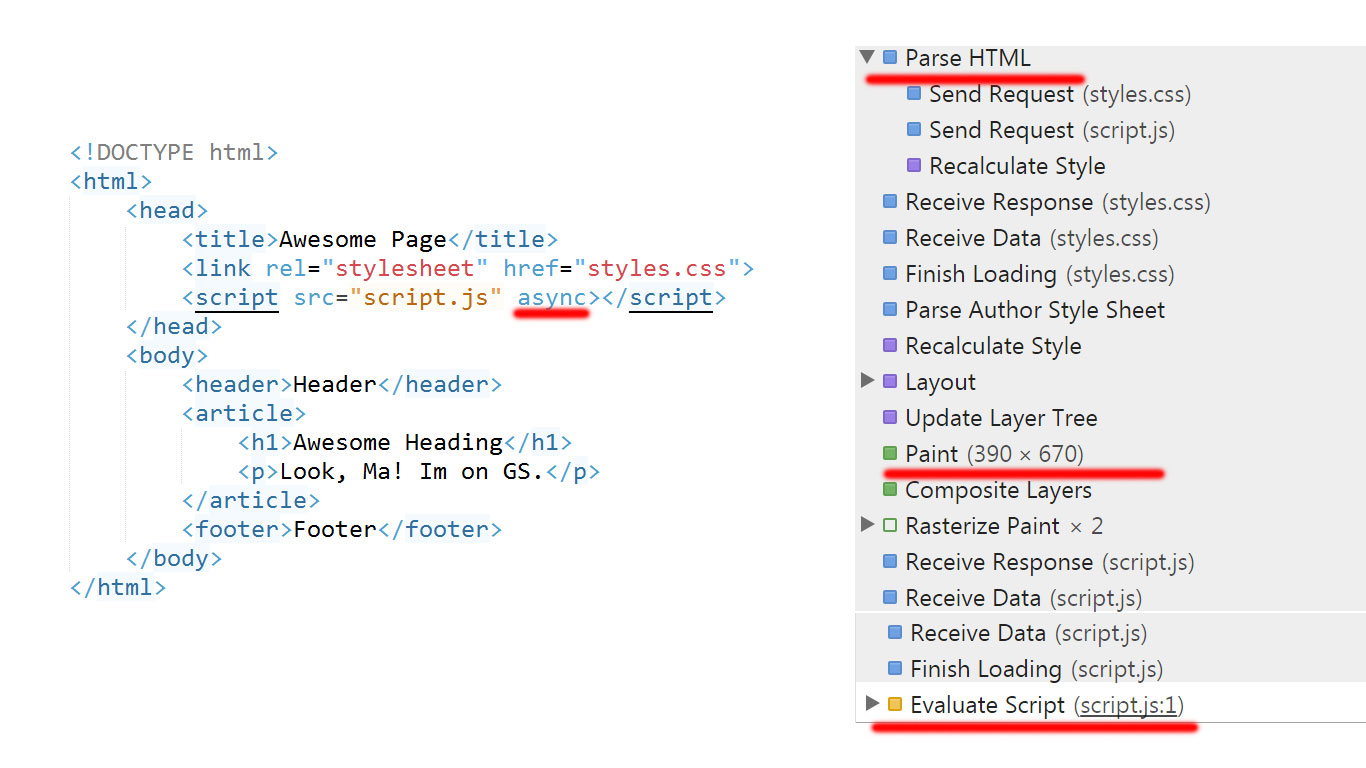 <!DOCTYPE html>
<html>
<head>
<title>Awesome Page</title>
<link rel="stylesheet" href="styles.css">
<script src="script.js" async></script>
</head>
<body>
<header>Header</header>
<article>
<h1>Awesome Heading</h1>
<p>Look, Ma! Im on GS.</p>
</article>
<footer>Footer</footer>
</body>
</html>
Parse HTML
Send Request (styles.css)
Send Request (script.js)
Recalculate Style
Receive Response (styles.css)
Receive Data (styles.css)
Finish Loading (styles.css)
Parse Author Style Sheet
Recalculate Style
Layout
Update Layer Tree
Paint (390 × 670)
Composite Layers
Rasterize Paint × 2
Receive Response (script.js)
Receive Data (script.js)
Receive Data (script.js)
Finish Loading (script.js)
Evaluate Script (script.js:1)